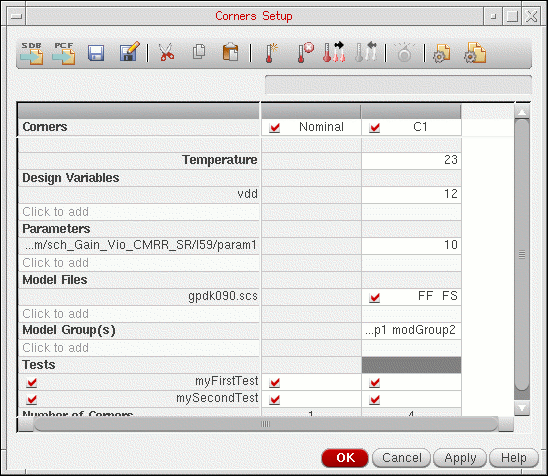 Corners Setup
SDB PCF
Corners Nominal C1
Temperature 23
Design Variables
vdd 12
Click to add
Parameters
...m/sch_Gain_Vio_CMRR_SR/I59/param1 10
Click to add
Model Files
gpdk090.scs FF FS
Click to add
Model Group(s) ...p1 modGroup2
Click to add
Tests
myFirstTest
mySecondTest
Number of Corners 1 4
OK Cancel Apply Help